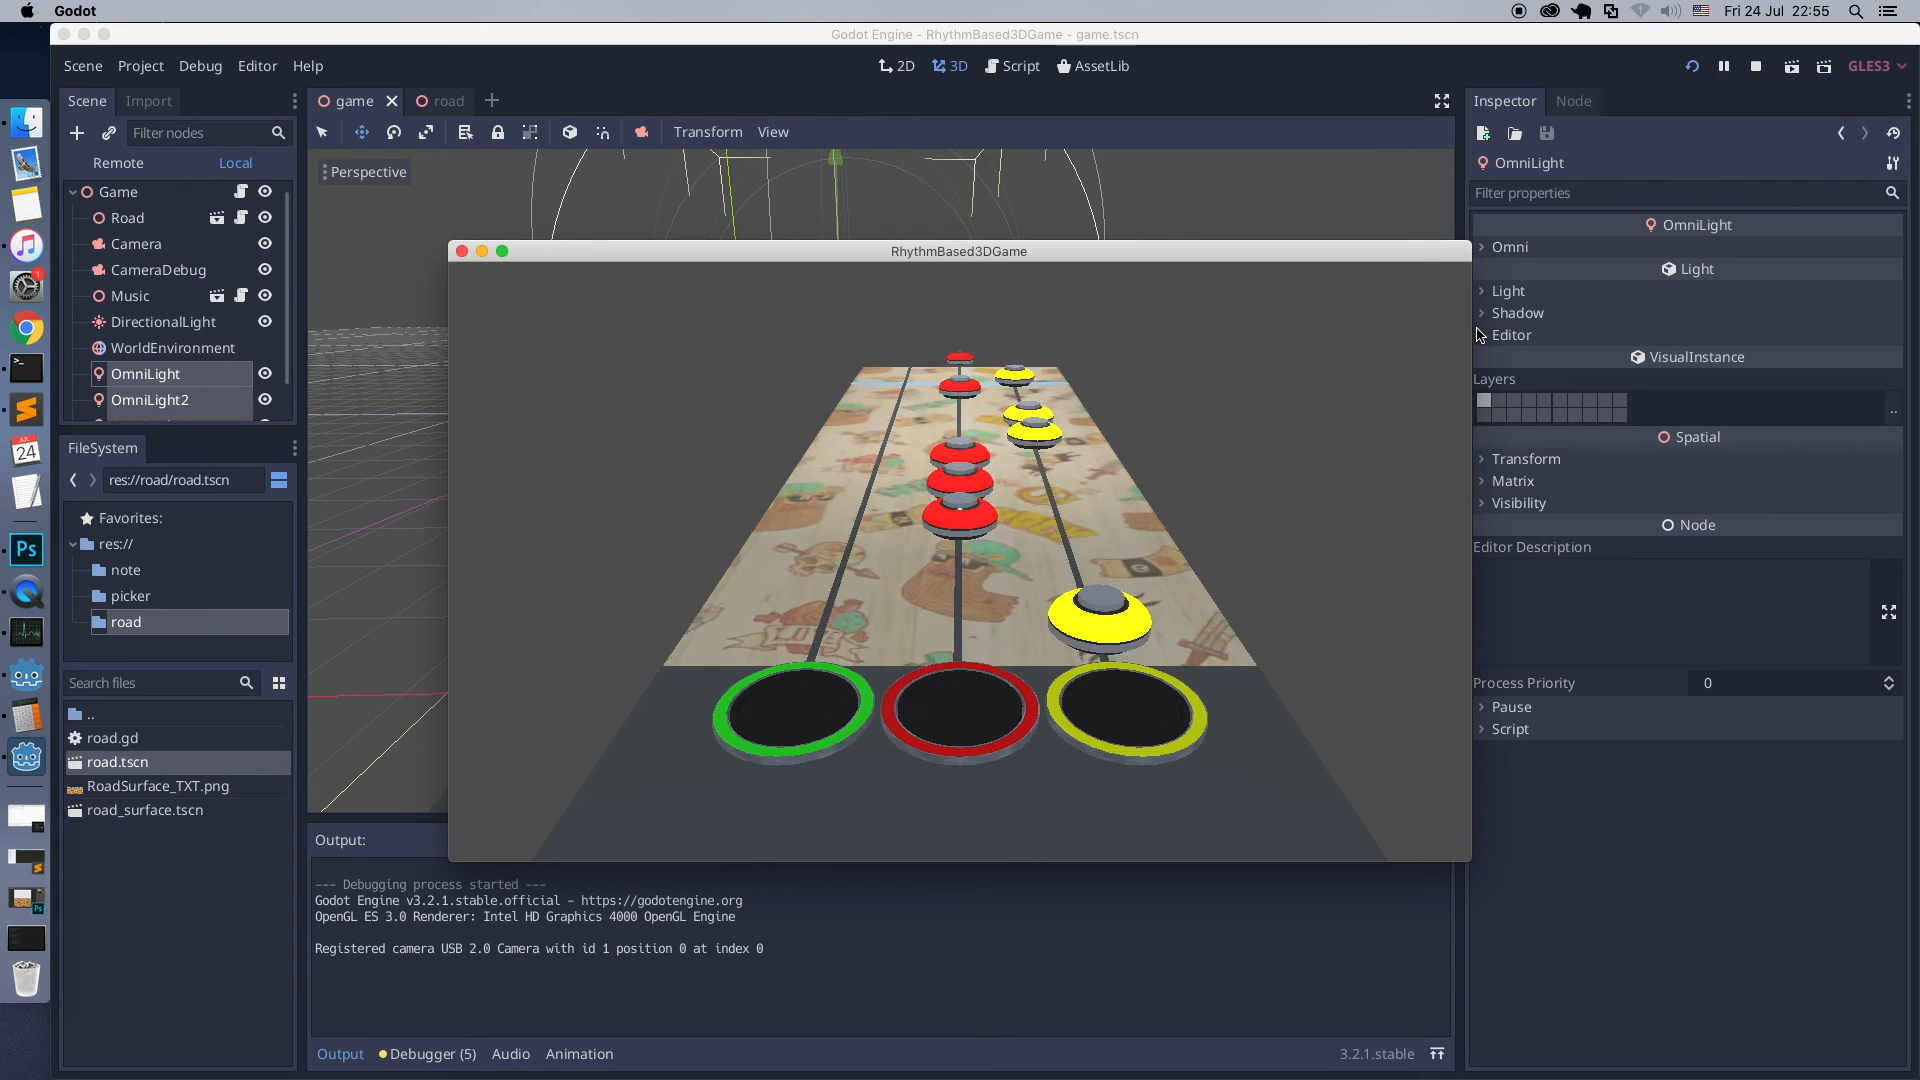 Godot
Fri 24 Jul 22:55
Godot Engine - RhythmBased3DGame - game.tscn
Scene Project Debug Editor Help
2D 3D Script AssetLib
GLES3
Scene Import
game road
Inspector Node
Filter nodes
Transform View
Remote Local
Perspective
OmniLight
Filter properties
Game
Road
Camera
CameraDebug
Music
DirectionalLight
WorldEnvironment
OmniLight
OmniLight2
RhythmBased3DGame
OmniLight
Omni
Light
Light
Shadow
Editor
VisualInstance
Layers
..
Spatial
Transform
Matrix
Visibility
Node
Editor Description
Process Priority 0
Pause
Script
FileSystem
res://road/road.tscn
Favorites:
res://
note
picker
road
Search files
..
road.gd
road.tscn
RoadSurface_TXT.png
road_surface.tscn
JUL
24
Ps
1
Output:
--- Debugging process started ---
Godot Engine v3.2.1.stable.official - https://godotengine.org
OpenGL ES 3.0 Renderer: Intel HD Graphics 4000 OpenGL Engine
Registered camera USB 2.0 Camera with id 1 position 0 at index 0
Output Debugger (5) Audio Animation
3.2.1.stable